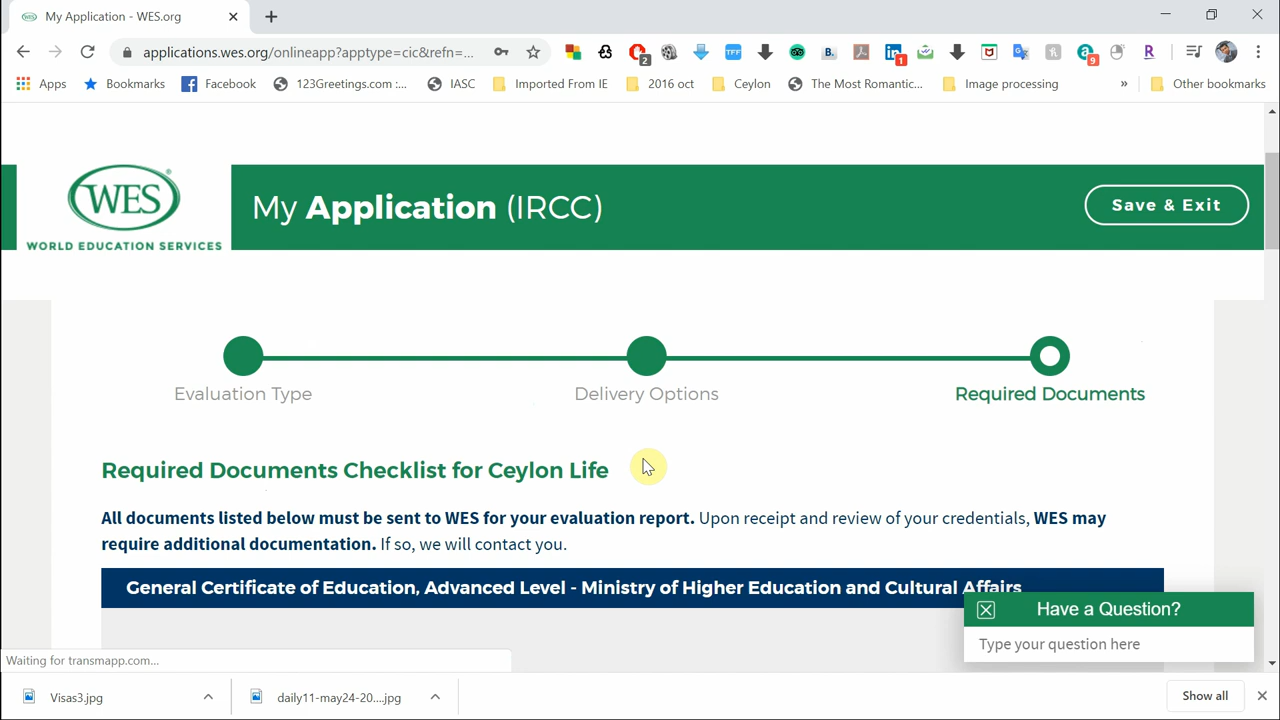 My Application - WES.org
applications.wes.org/onlineapp?apptype=cic&refn=...
2
TFF
B.
1
a
9
R
Apps
Bookmarks
Facebook
123Greetings.com :...
IASC
Imported From IE
2016 oct
Ceylon
The Most Romantic...
Image processing
»
Other bookmarks
WES
®
WORLD EDUCATION SERVICES
My Application (IRCC)
Save & Exit
Evaluation Type
Delivery Options
Required Documents
Required Documents Checklist for Ceylon Life
All documents listed below must be sent to WES for your evaluation report. Upon receipt and review of your credentials, WES may
require additional documentation. If so, we will contact you.
General Certificate of Education, Advanced Level - Ministry of Higher Education and Cultural Affairs
Have a Question?
Type your question here
Waiting for transmapp.com...
Visas3.jpg
daily11-may24-20....jpg
Show all